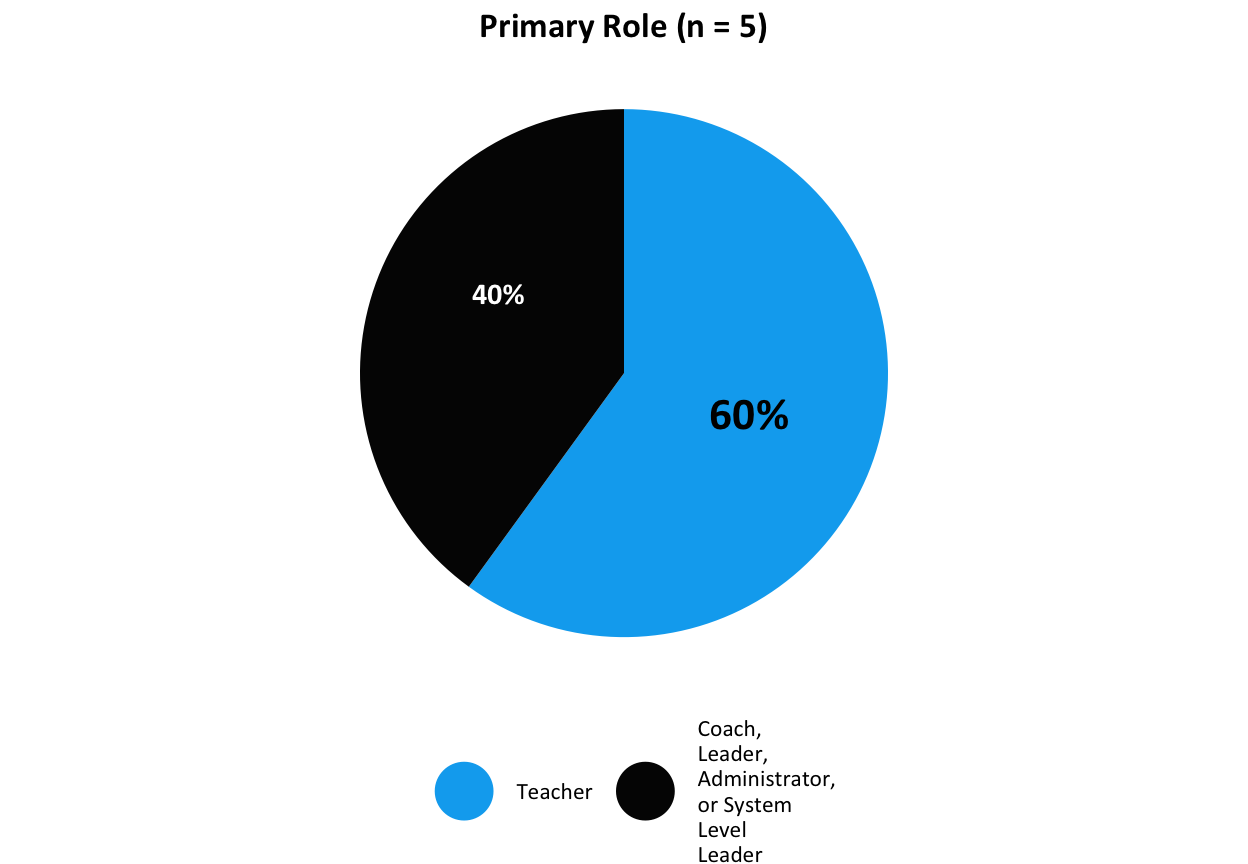 Primary Role (n = 5)
40%
60%
Teacher
Coach,
Leader,
Administrator,
or System
Level
Leader